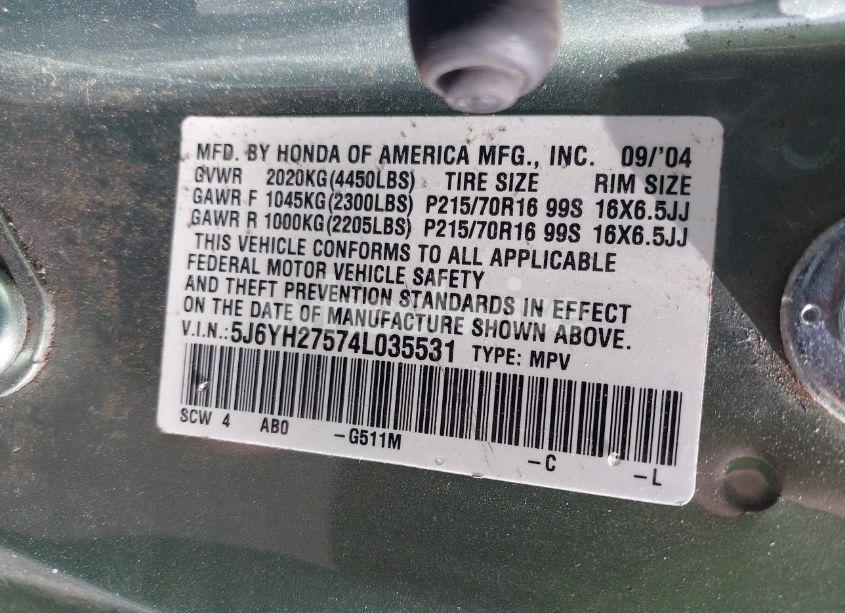 MFD. BY HONDA OF AMERICA MFG., INC. 09/'04
GVWR 2020KG(4450LBS) TIRE SIZE RIM SIZE
GAWR F 1045KG(2300LBS) P215/70R16 99S 16X6.5JJ
GAWR R 1000KG(2205LBS) P215/70R16 99S 16X6.5JJ
THIS VEHICLE CONFORMS TO ALL APPLICABLE
FEDERAL MOTOR VEHICLE SAFETY
AND THEFT PREVENTION STANDARDS IN EFFECT
ON THE DATE OF MANUFACTURE SHOWN ABOVE.
V.I.N.:5J6YH27574L035531 TYPE: MPV
SCW 4 AB0 -G511M -C -L